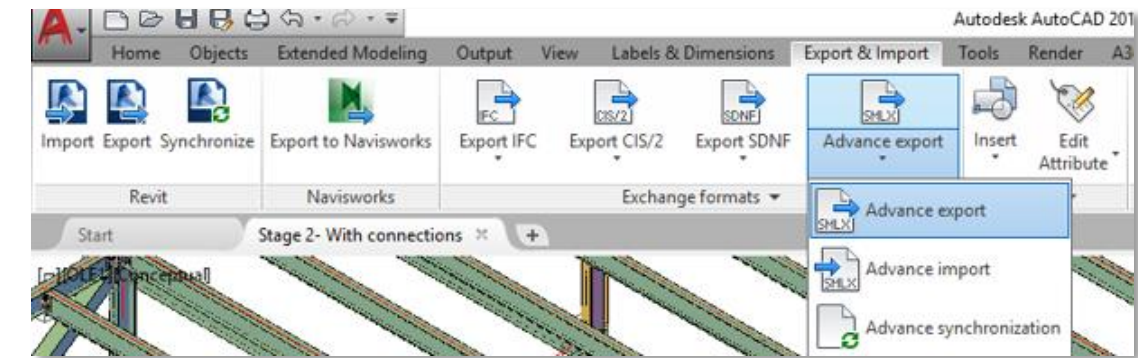 Autodesk AutoCAD 201
Home Objects Extended Modeling Output View Labels & Dimensions Export & Import Tools Render A3
IFC CIS/2 SDNF SMLX
Import Export Synchronize Export to Navisworks Export IFC Export CIS/2 Export SDNF Advance export Insert Edit
Attribute
Revit Navisworks Exchange formats
SMLX Advance export
Start Stage 2- With connections
SMLX Advance import
Advance synchronization